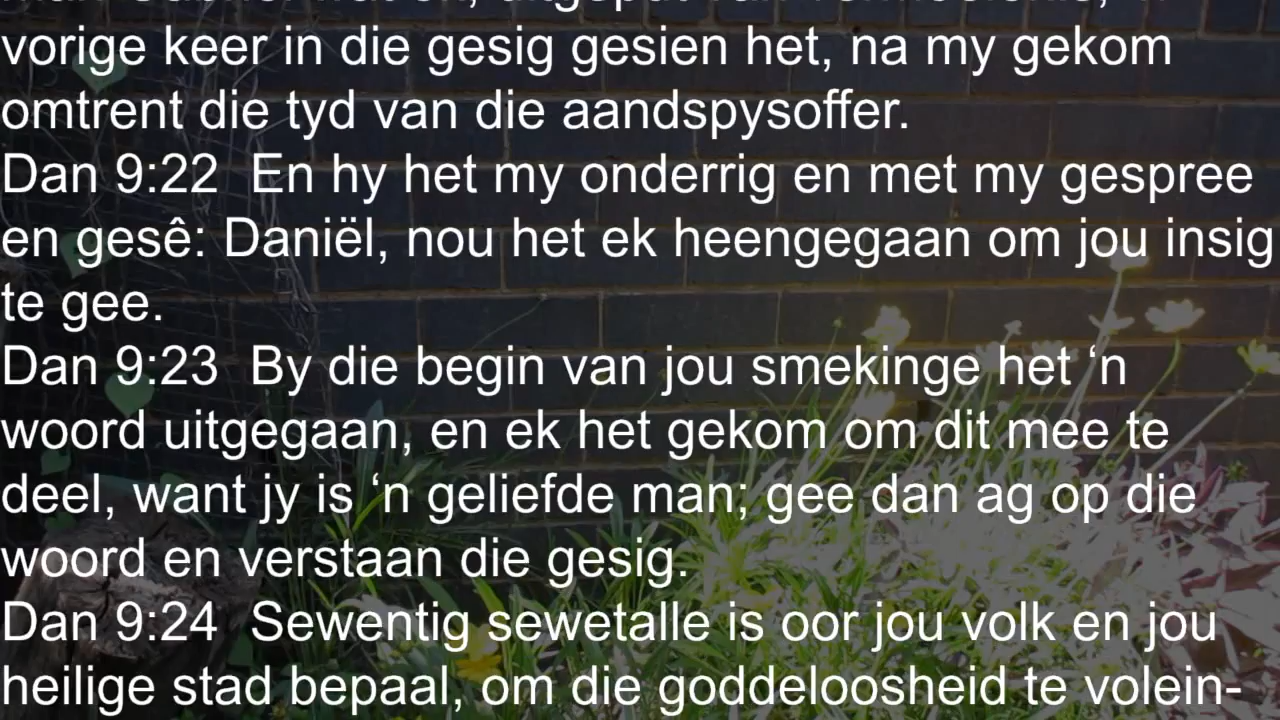 vorige keer in die gesig gesien het, na my gekom
omtrent die tyd van die aandspysoffer.
Dan 9:22 En hy het my onderrig en met my gespree
en gesê: Daniël, nou het ek heengegaan om jou insig
te gee.
Dan 9:23 By die begin van jou smekinge het ‘n
woord uitgegaan, en ek het gekom om dit mee te
deel, want jy is ‘n geliefde man; gee dan ag op die
woord en verstaan die gesig.
Dan 9:24 Sewentig sewetalle is oor jou volk en jou
heilige stad bepaal, om die goddeloosheid te volein-